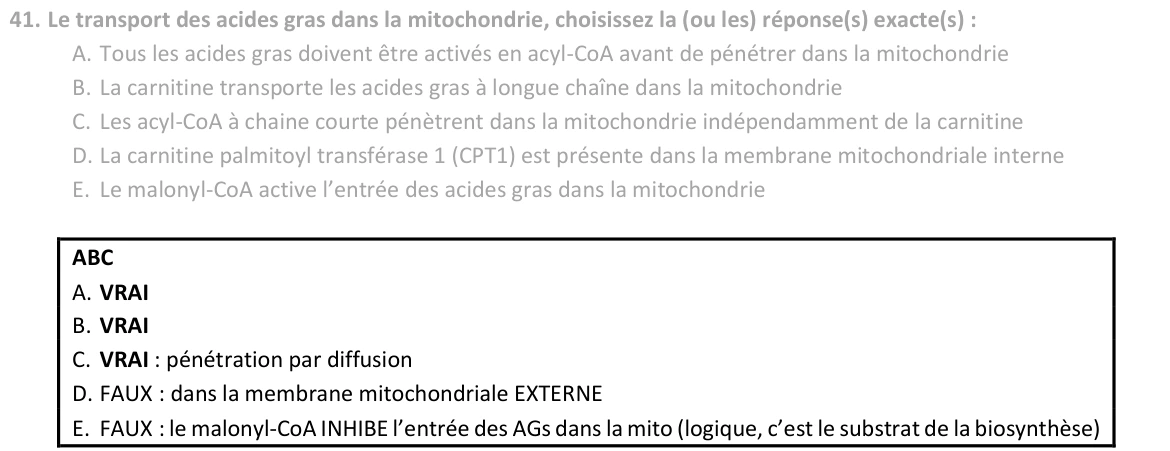 41. Le transport des acides gras dans la mitochondrie, choisissez la (ou les) réponse(s) exacte(s) :
A. Tous les acides gras doivent être activés en acyl-CoA avant de pénétrer dans la mitochondrie
B. La carnitine transporte les acides gras à longue chaîne dans la mitochondrie
C. Les acyl-CoA à chaine courte pénètrent dans la mitochondrie indépendamment de la carnitine
D. La carnitine palmitoyl transférase 1 (CPT1) est présente dans la membrane mitochondriale interne
E. Le malonyl-CoA active l'entrée des acides gras dans la mitochondrie
ABC
A. VRAI
B. VRAI
C. VRAI : pénétration par diffusion
D. FAUX : dans la membrane mitochondriale EXTERNE
E. FAUX : le malonyl-CoA INHIBE l'entrée des AGs dans la mito (logique, c'est le substrat de la biosynthèse)